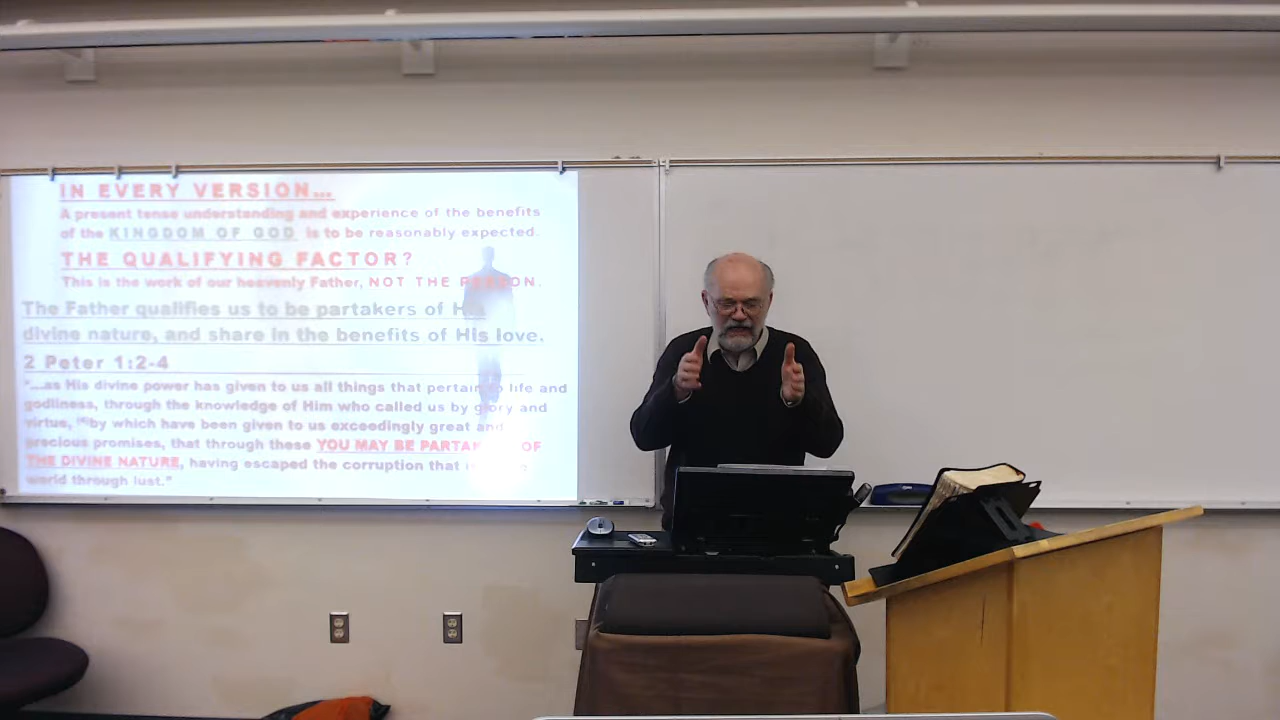 IN EVERY VERSION...
A present tense understanding and experience of the benefits
of the KINGDOM OF GOD is to be reasonably expected.
THE QUALIFYING FACTOR?
This is the work of our heavenly Father, NOT THE PERSON.
The Father qualifies us to be partakers of His
divine nature, and share in the benefits of His love.
2 Peter 1:2-4
"...as His divine power has given to us all things that pertain to life and
godliness, through the knowledge of Him who called us by glory and
virtue, by which have been given to us exceedingly great and
precious promises, that through these YOU MAY BE PARTAK OF
THE DIVINE NATURE, having escaped the corruption that
world through lust."